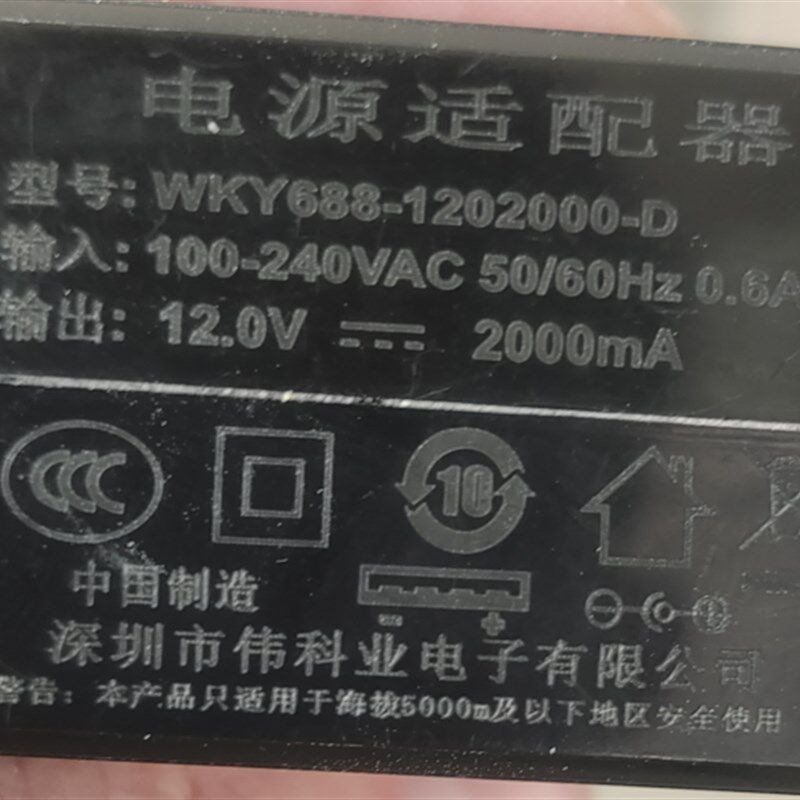 电源适配器
型号: WKY688-1202000-D
输入: 100-240VAC 50/60Hz 0.6A
输出: 12.0V 2000mA
CCC
10
中国制造
- +
深圳市伟科业电子有限公司
警告: 本产品只适用于海拔5000m及以下地区安全使用